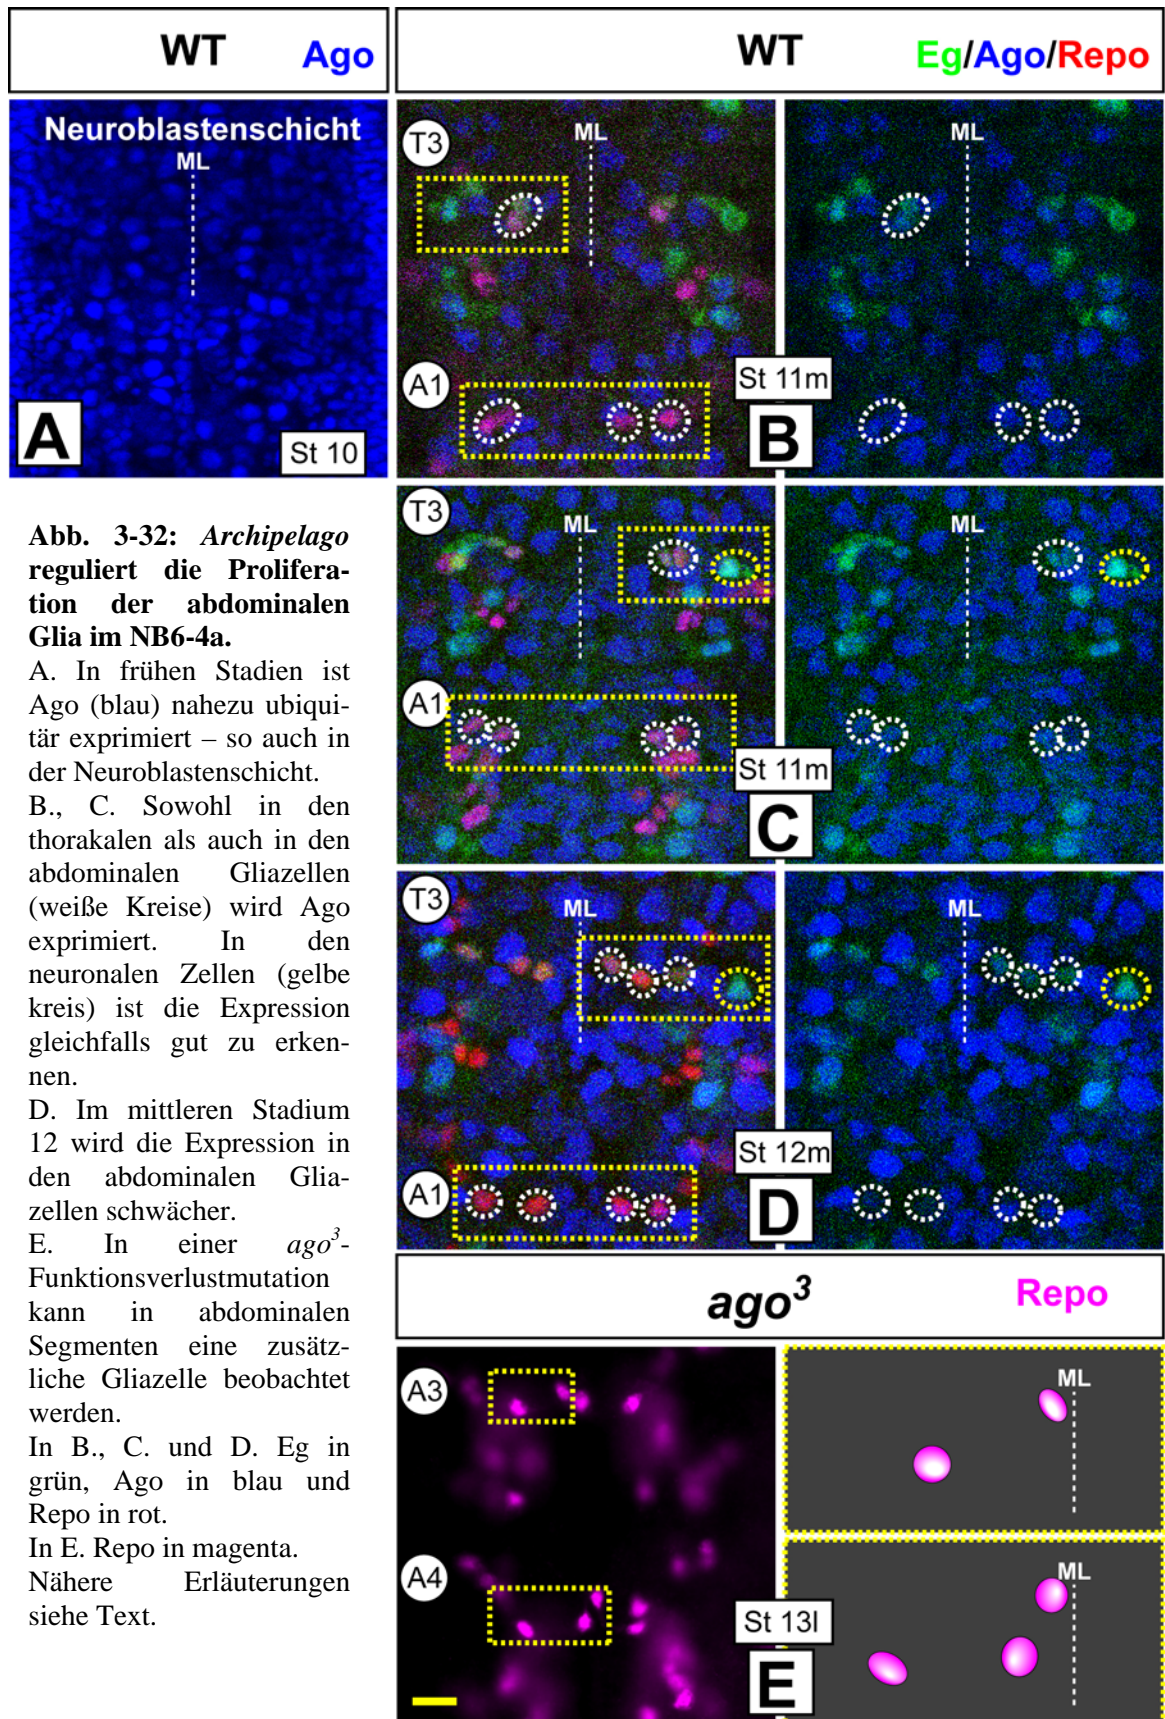 WT Ago
WT Eg/Ago/Repo
Neuroblastenschicht
ML
A
St 10
T3
ML
ML
A1
St 11m
B
T3
ML
ML
A1
St 11m
C
T3
ML
ML
A1
St 12m
D
ago³ Repo
A3
ML
A4
ML
St 13l
E
Abb. 3-32: Archipelago
reguliert die Prolifera-
tion der abdominalen
Glia im NB6-4a.
A. In frühen Stadien ist
Ago (blau) nahezu ubiqui-
tär exprimiert – so auch in
der Neuroblastenschicht.
B., C. Sowohl in den
thorakalen als auch in den
abdominalen Gliazellen
(weiße Kreise) wird Ago
exprimiert. In den
neuronalen Zellen (gelbe
kreis) ist die Expression
gleichfalls gut zu erken-
nen.
D. Im mittleren Stadium
12 wird die Expression in
den abdominalen Glia-
zellen schwächer.
E. In einer ago³-
Funktionsverlustmutation
kann in abdominalen
Segmenten eine zusätz-
liche Gliazelle beobachtet
werden.
In B., C. und D. Eg in
grün, Ago in blau und
Repo in rot.
In E. Repo in magenta.
Nähere Erläuterungen
siehe Text.